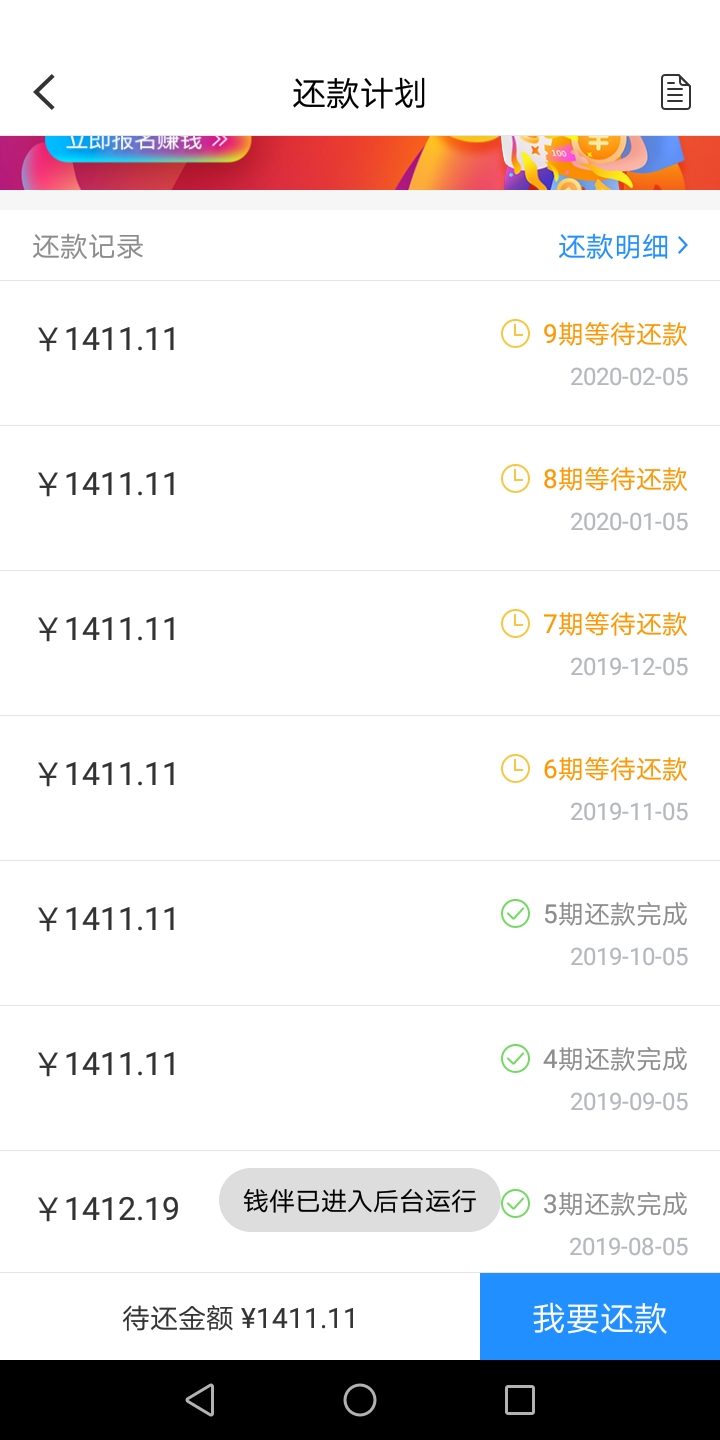 还款计划
立即报名赚钱 >>
100
还款记录
还款明细 >
￥1411.11
9期等待还款
2020-02-05
￥1411.11
8期等待还款
2020-01-05
￥1411.11
7期等待还款
2019-12-05
￥1411.11
6期等待还款
2019-11-05
￥1411.11
5期还款完成
2019-10-05
￥1411.11
4期还款完成
2019-09-05
￥1412.19
钱伴已进入后台运行
3期还款完成
2019-08-05
待还金额 ¥1411.11
我要还款